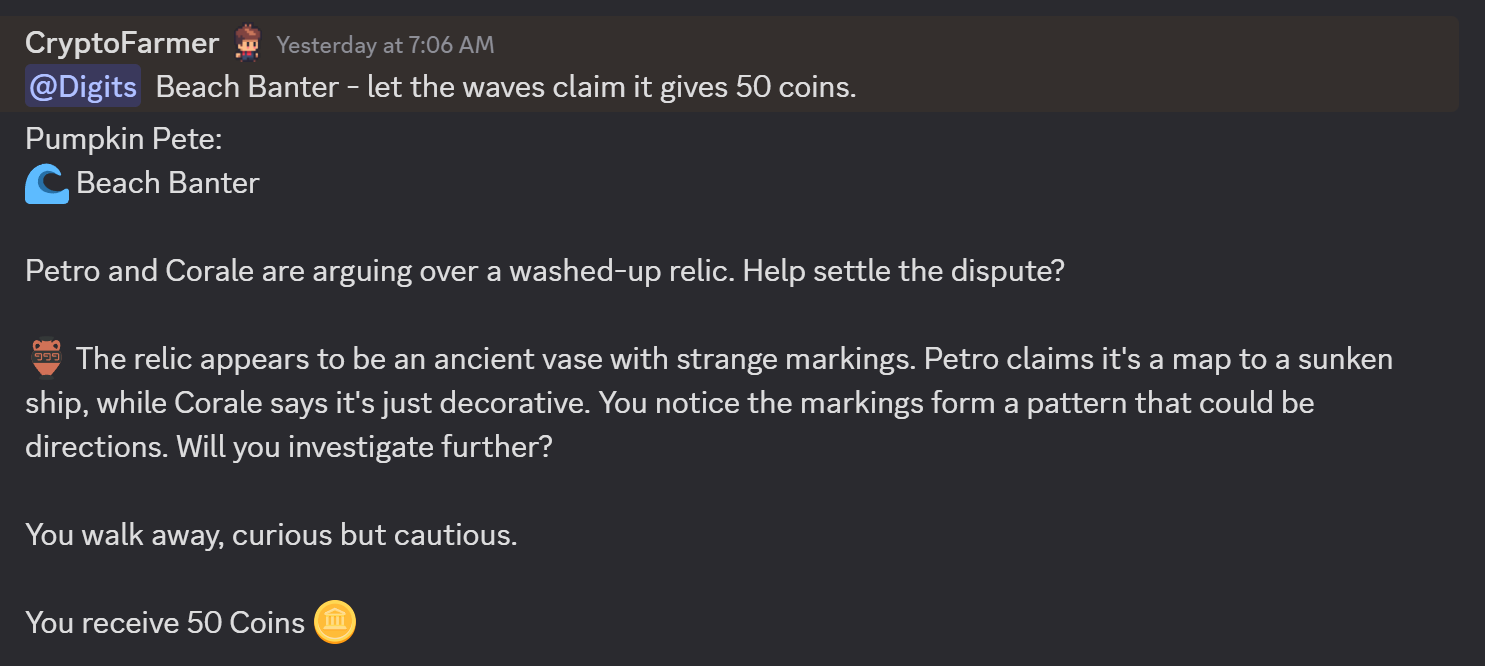 CryptoFarmer Yesterday at 7:06 AM
@Digits Beach Banter - let the waves claim it gives 50 coins.
Pumpkin Pete:
Beach Banter
Petro and Corale are arguing over a washed-up relic. Help settle the dispute?
The relic appears to be an ancient vase with strange markings. Petro claims it's a map to a sunken
ship, while Corale says it's just decorative. You notice the markings form a pattern that could be
directions. Will you investigate further?
You walk away, curious but cautious.
You receive 50 Coins